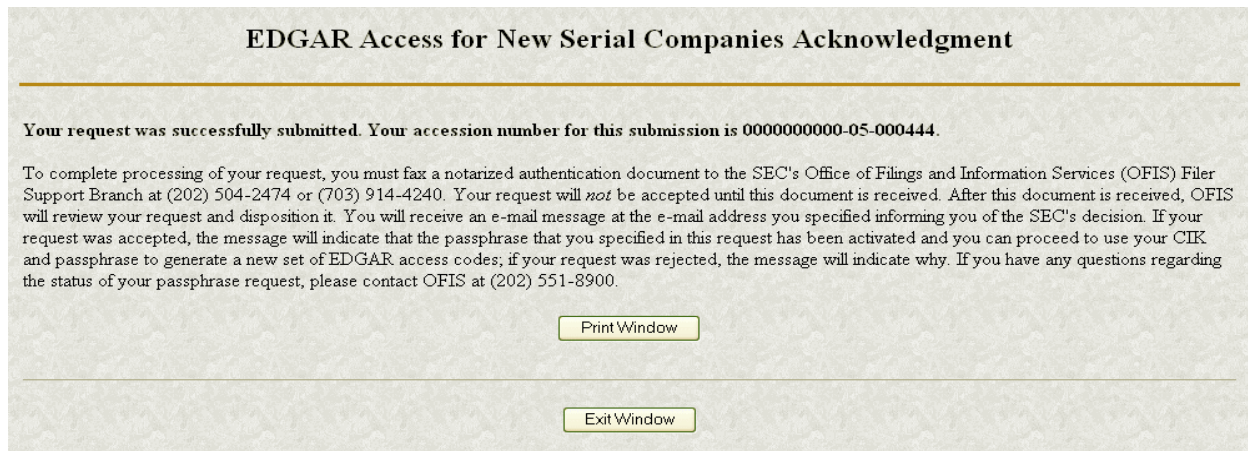 EDGAR Access for New Serial Companies Acknowledgment
Your request was successfully submitted. Your accession number for this submission is 0000000000-05-000444.
To complete processing of your request, you must fax a notarized authentication document to the SEC's Office of Filings and Information Services (OFIS) Filer
Support Branch at (202) 504-2474 or (703) 914-4240. Your request will not be accepted until this document is received. After this document is received, OFIS
will review your request and disposition it. You will receive an e-mail message at the e-mail address you specified informing you of the SEC's decision. If your
request was accepted, the message will indicate that the passphrase that you specified in this request has been activated and you can proceed to use your CIK
and passphrase to generate a new set of EDGAR access codes; if your request was rejected, the message will indicate why. If you have any questions regarding
the status of your passphrase request, please contact OFIS at (202) 551-8900.
Print Window
Exit Window